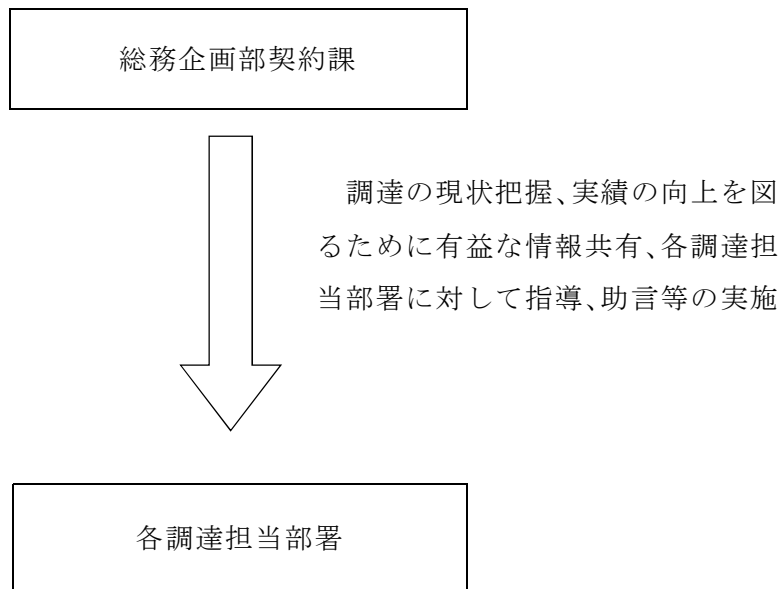 総務企画部契約課
調達の現状把握、実績の向上を図
るために有益な情報共有、各調達担
当部署に対して指導、助言等の実施
各調達担当部署